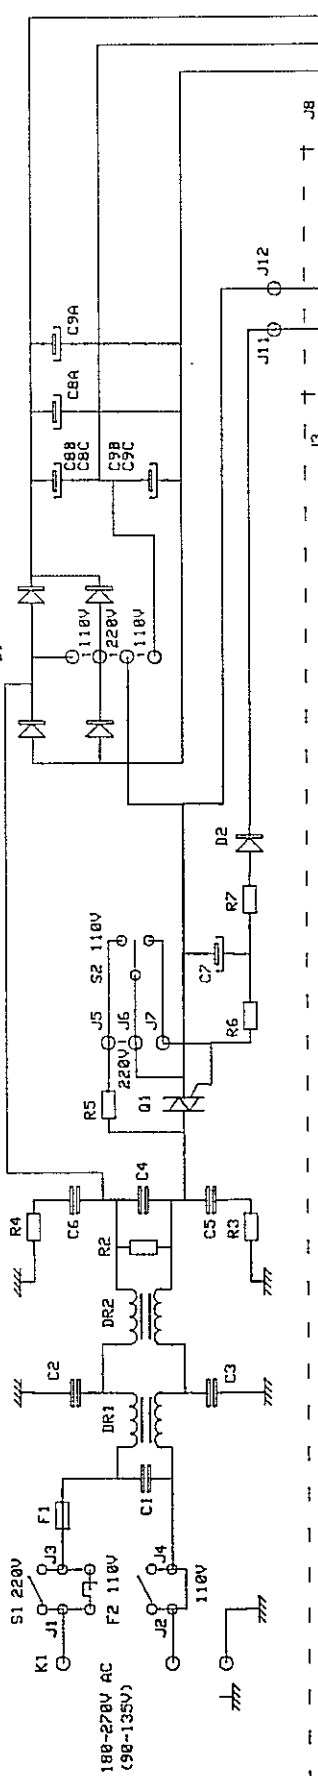 J8
J12
J11
J3
C9A
C8A
C8B
C8C
C9B
C9C
110V
220V
110V
D2
R7
R6
C7
S2 110V
J5
J6
J7
220V
R5
Q1
R4
C6
C4
R2
C5
R3
DR2
C2
C3
DR1
F1
C1
S1 220V
J3
J1
F2 110V
J4
J2
110V
K1
180-270V AC
(90-135V)